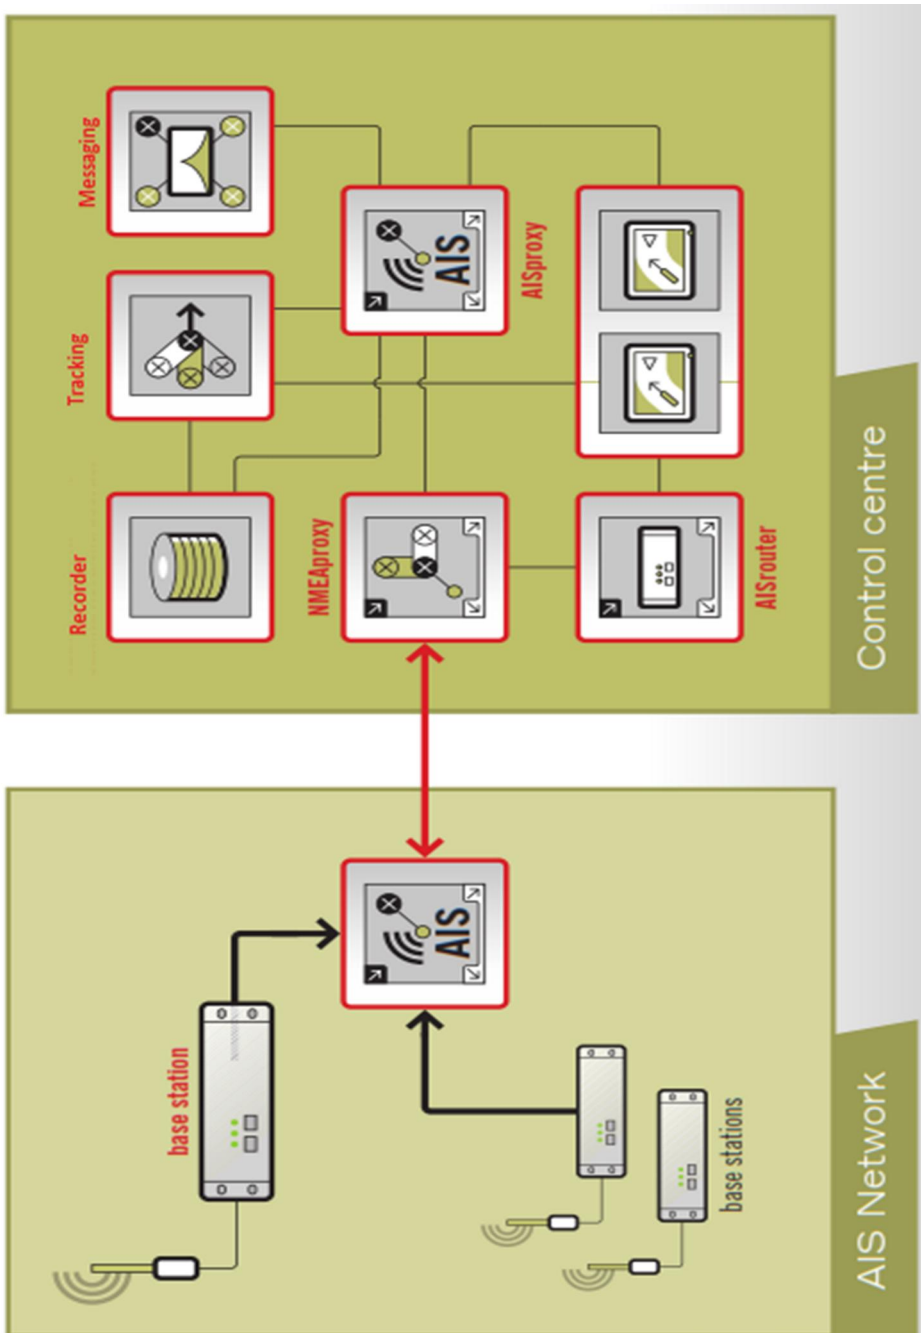 base station
AIS
base stations
AIS Network
Recorder
Tracking
Messaging
NMEAproxy
AIS
AISproxy
AISrouter
Control centre